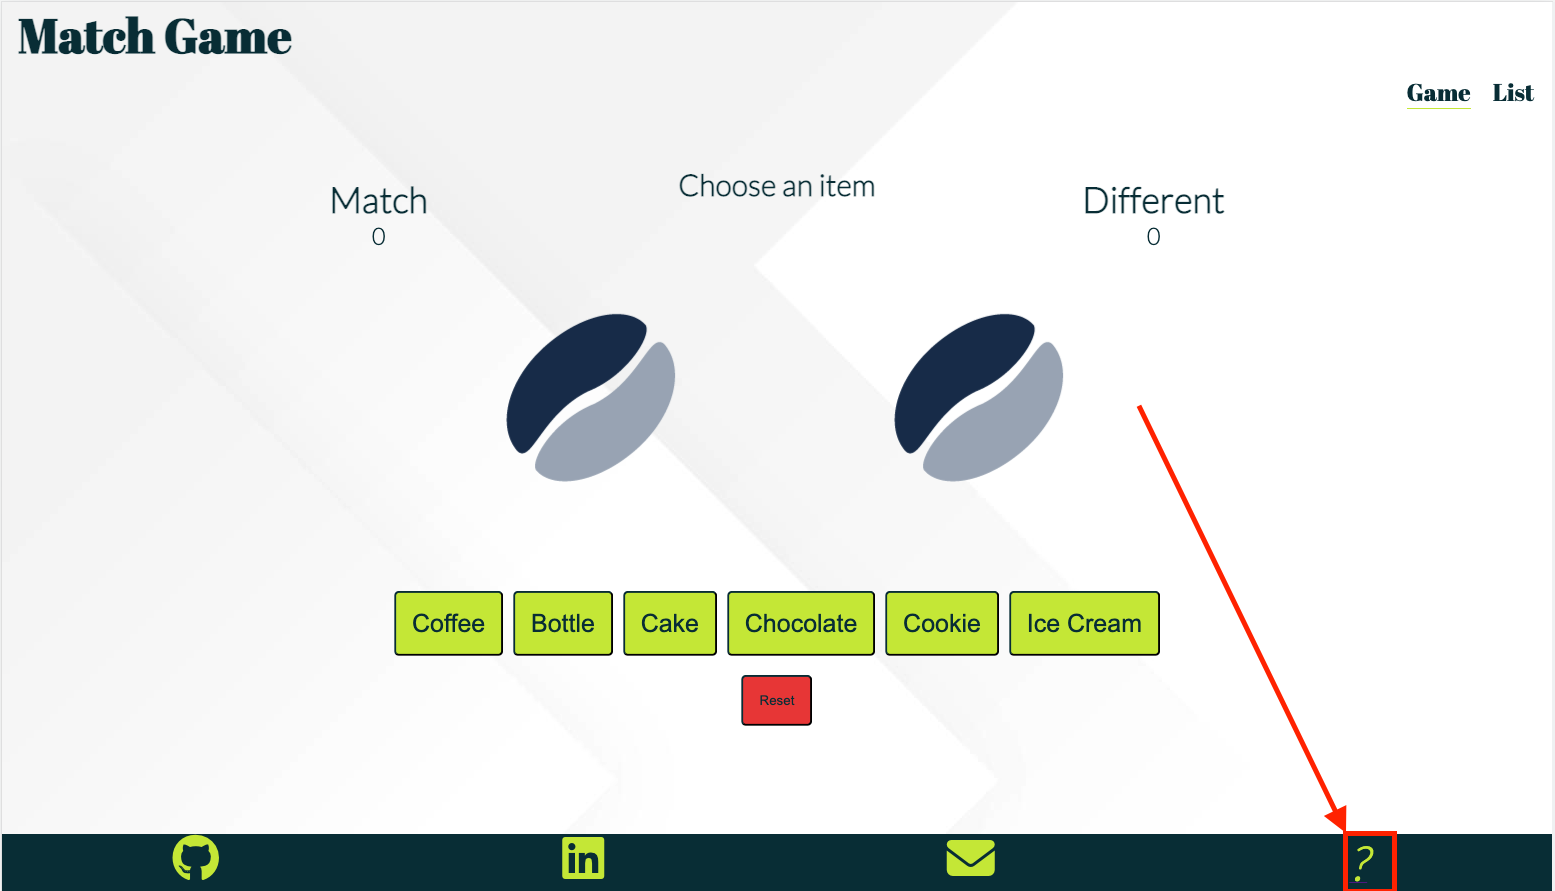 Match Game
Game List
Choose an item
Match
0
Different
0
Coffee Bottle Cake Chocolate Cookie Ice Cream
Reset
in
?